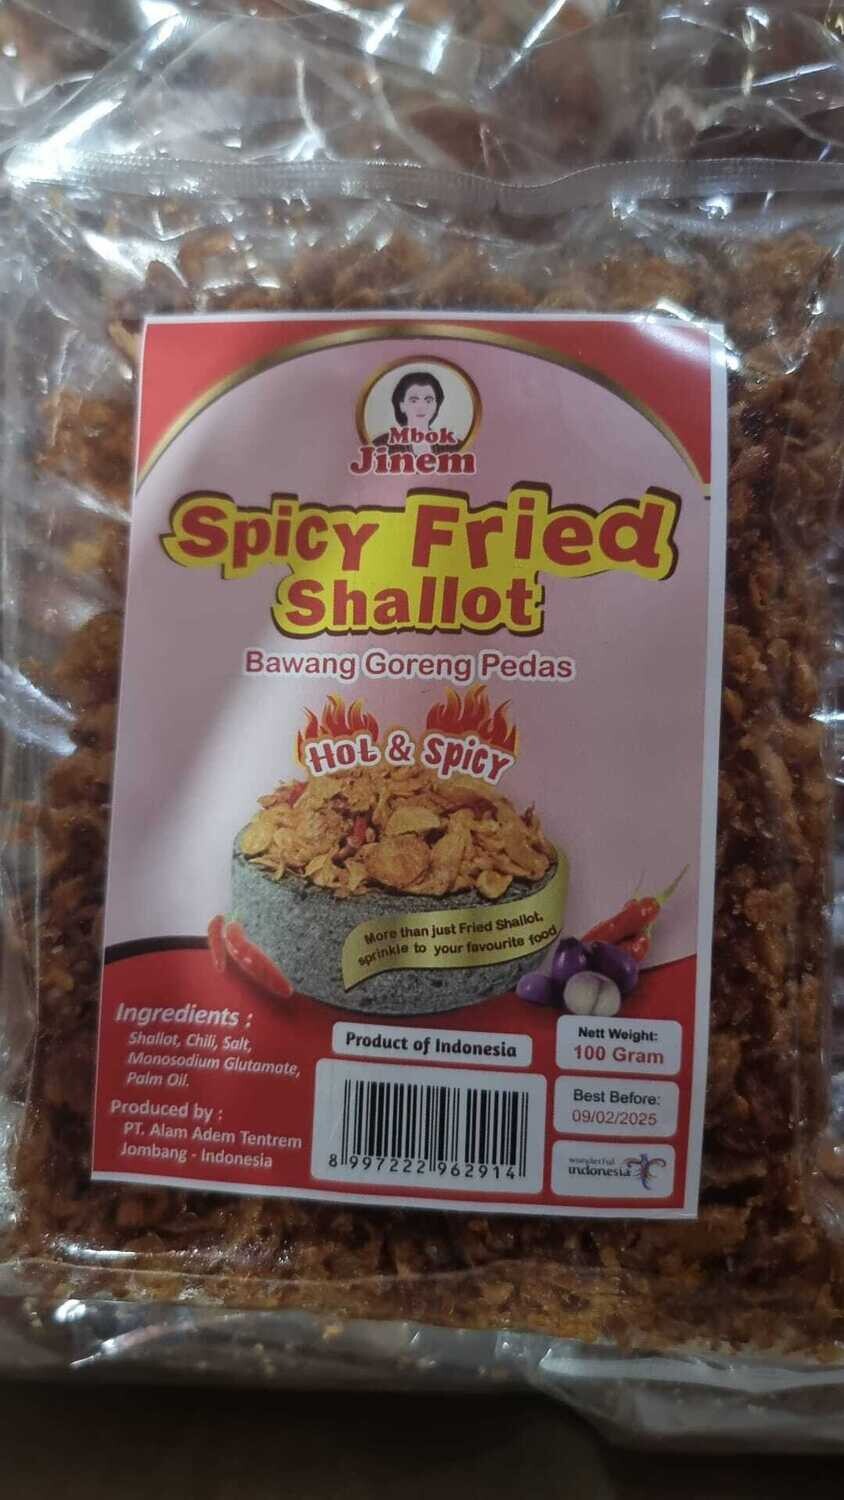 Mbok
Jinem
Spicy Fried
Shallot
Bawang Goreng Pedas
Hot & Spicy
More than just Fried Shallot,
sprinkle to your favourite food
Ingredients :
Shallot, Chili, Salt,
Monosodium Glutamate,
Palm Oil.
Produced by :
PT. Alam Adem Tentrem
Jombang - Indonesia
Product of Indonesia
8 997222 962914
Nett Weight:
100 Gram
Best Before:
09/02/2025
wonderful
indonesia